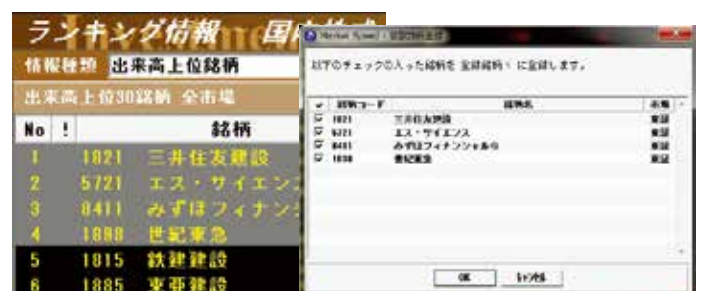 ランキング情報 国内株式
情報種類 出来高上位銘柄
出来高上位30銘柄 全市場
No ! 銘柄
1 1821 三井住友建設
2 5721 エス・サイエンス
3 8411 みずほフィナンシ
4 1898 世紀東急
5 1815 鉄建建設
6 1885 東亜建設
以下のチェックの入った銘柄を 登録銘柄1 に登録します。
銘柄コード 銘柄名 市場
1821 三井住友建設 東証
5721 エス・サイエンス 東証
8411 みずほフィナンシャルG 東証
1898 世紀東急 東証
OK キャンセル